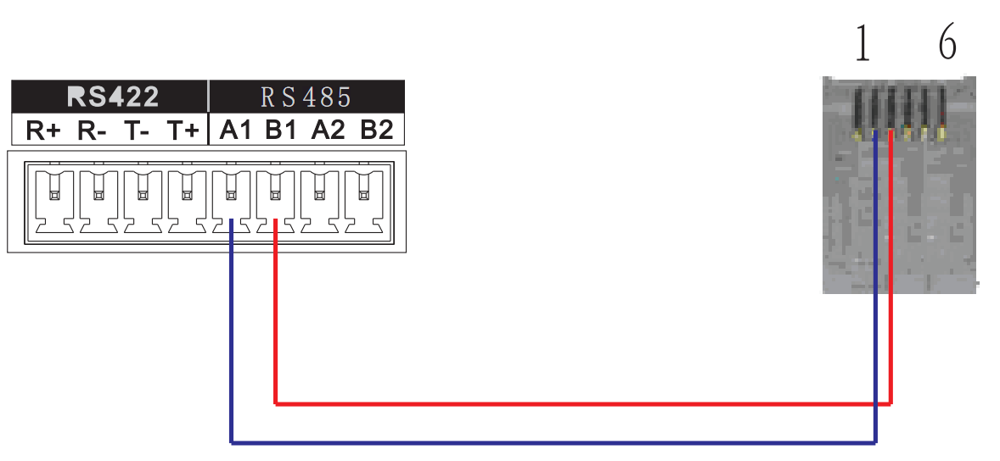 1 6
RS422 RS485
R+ R- T- T+ A1 B1 A2 B2